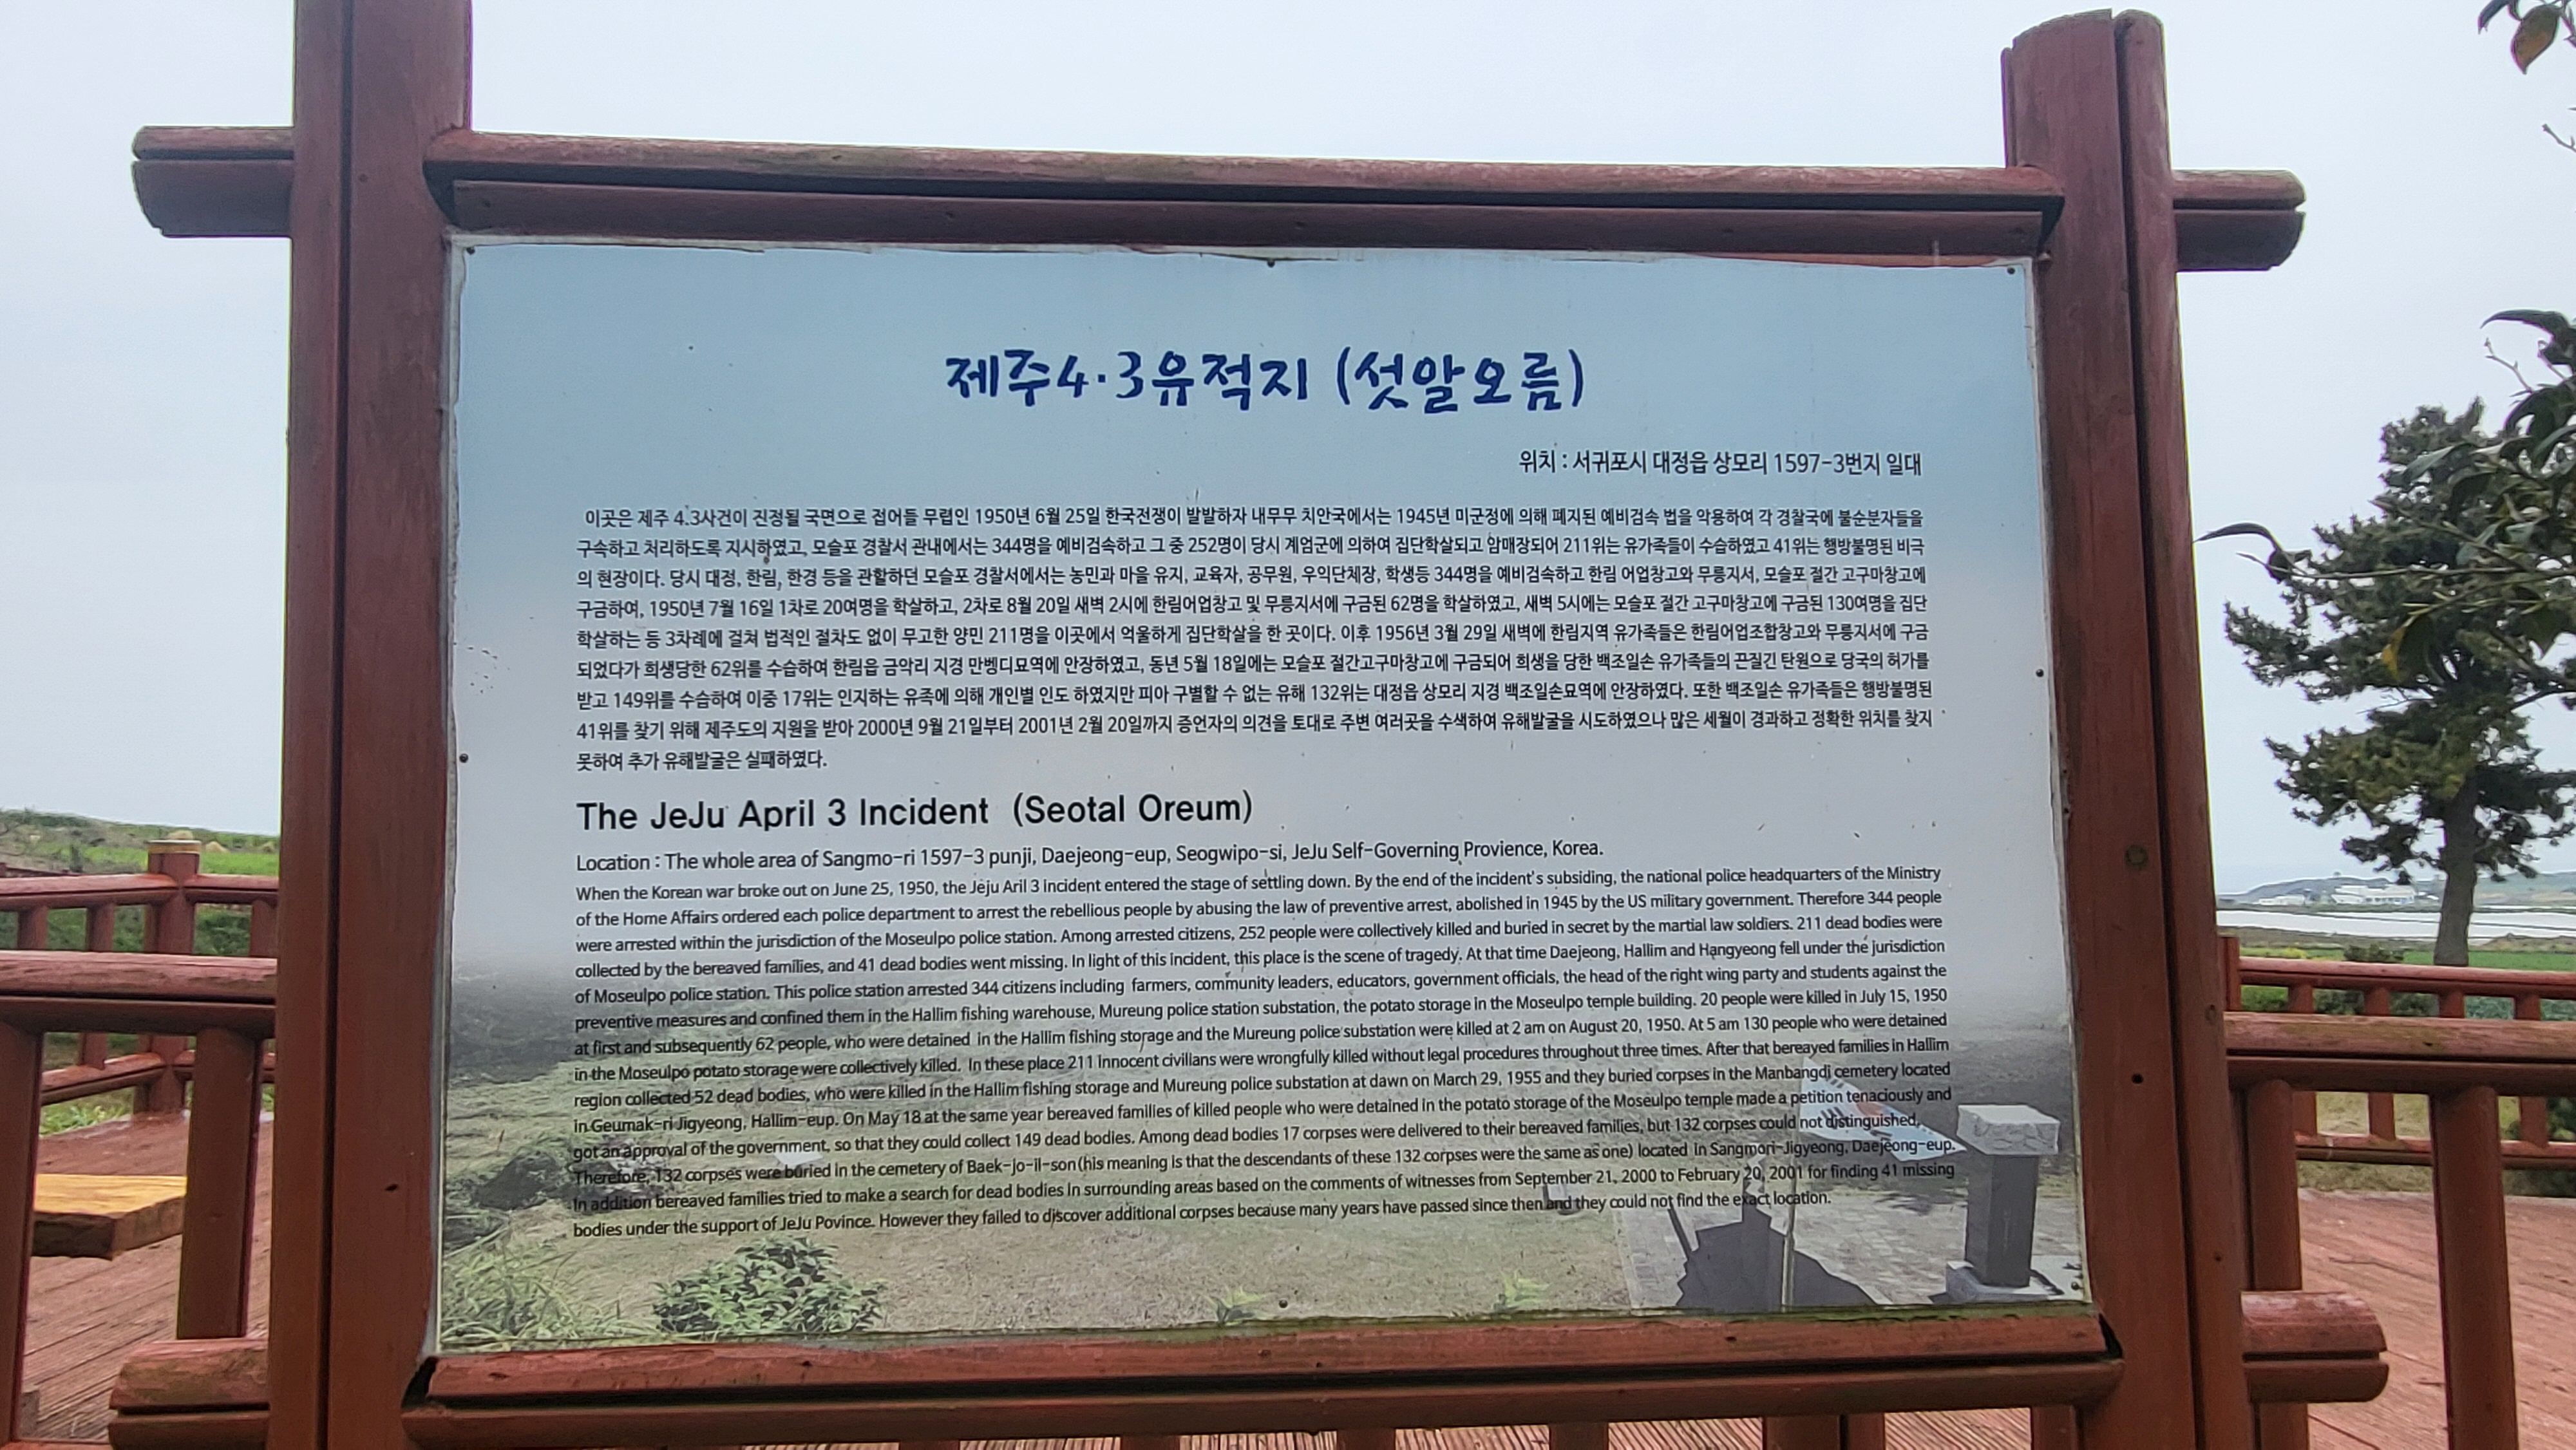 제주4·3유적지 (섯알오름)
위치 : 서귀포시 대정읍 상모리 1597-3번지 일대
이곳은 제주 4.3사건이 진정될 국면으로 접어들 무렵인 1950년 6월 25일 한국전쟁이 발발하자 내무무 치안국에서는 1945년 미군정에 의해 폐지된 예비검속 법을 악용하여 각 경찰국에 불순분자들을
구속하고 처리하도록 지시하였고, 모슬포 경찰서 관내에서는 344명을 예비검속하고 그 중 252명이 당시 계엄군에 의하여 집단학살되고 암매장되어 211위는 유가족들이 수습하였고 41위는 행방불명된 비극
의 현장이다. 당시 대정, 한림, 한경 등을 관할하던 모슬포 경찰서에서는 농민과 마을 유지, 교육자, 공무원, 우익단체장, 학생등 344명을 예비검속하고 한림 어업창고와 무릉지서, 모슬포 절간 고구마창고에
구금하여, 1950년 7월 16일 1차로 20여명을 학살하고, 2차로 8월 20일 새벽 2시에 한림어업창고 및 무릉지서에 구금된 62명을 학살하였고, 새벽 5시에는 모슬포 절간 고구마창고에 구금된 130여명을 집단
학살하는 등 3차례에 걸쳐 법적인 절차도 없이 무고한 양민 211명을 이곳에서 억울하게 집단학살을 한 곳이다. 이후 1956년 3월 29일 새벽에 한림지역 유가족들은 한림어업조합창고와 무릉지서에 구금
되었다가 희생당한 62위를 수습하여 한림읍 금악리 지경 만벵디묘역에 안장하였고, 동년 5월 18일에는 모슬포 절간고구마창고에 구금되어 희생을 당한 백조일손 유가족들의 끈질긴 탄원으로 당국의 허가를
받고 149위를 수습하여 이중 17위는 인지하는 유족에 의해 개인별 인도 하였지만 피아 구별할 수 없는 유해 132위는 대정읍 상모리 지경 백조일손묘역에 안장하였다. 또한 백조일손 유가족들은 행방불명된
41위를 찾기 위해 제주도의 지원을 받아 2000년 9월 21일부터 2001년 2월 20일까지 증언자의 의견을 토대로 주변 여러곳을 수색하여 유해발굴을 시도하였으나 많은 세월이 경과하고 정확한 위치를 찾지
못하여 추가 유해발굴은 실패하였다.
The JeJu April 3 Incident (Seotal Oreum)
Location : The whole area of Sangmo-ri 1597-3 punji, Daejeong-eup, Seogwipo-si, JeJu Self-Governing Provience, Korea.
When the Korean war broke out on June 25, 1950, the Jeju Aril 3 incident entered the stage of settling down. By the end of the incident's subsiding, the national police headquarters of the Ministry
of the Home Affairs ordered each police department to arrest the rebellious people by abusing the law of preventive arrest, abolished in 1945 by the US military government. Therefore 344 people
were arrested within the jurisdiction of the Moseulpo police station. Among arrested citizens, 252 people were collectively killed and buried in secret by the martial law soldiers. 211 dead bodies were
collected by the bereaved families, and 41 dead bodies went missing. In light of this incident, this place is the scene of tragedy. At that time Daejeong, Hallim and Hangyeong fell under the jurisdiction
of Moseulpo police station. This police station arrested 344 citizens including farmers, community leaders, educators, government officials, the head of the right wing party and students against the
preventive measures and confined them in the Hallim fishing warehouse, Mureung police station substation, the potato storage in the Moseulpo temple building. 20 people were killed in July 15, 1950
at first and subsequently 62 people, who were detained in the Hallim fishing storage and the Mureung police substation were killed at 2 am on August 20, 1950. At 5 am 130 people who were detained
in the Moseulpo potato storage were collectively killed. In these place 211 innocent civilians were wrongfully killed without legal procedures throughout three times. After that bereayed families in Hallim
region collected 52 dead bodies, who were killed in the Hallim fishing storage and Mureung police substation at dawn on March 29, 1955 and they buried corpses in the Manbangdi cemetery located
in Geumak-ri Jigyeong, Hallim-eup. On May 18 at the same year bereaved families of killed people who were detained in the potato storage of the Moseulpo temple made a petition tenaciously and
got an approval of the government, so that they could collect 149 dead bodies. Among dead bodies 17 corpses were delivered to their bereaved families, but 132 corpses could not distinguished,
Therefore, 132 corpses were buried in the cemetery of Baek-jo-il-son(his meaning is that the descendants of these 132 corpses were the same as one) located in Sangmori-Jigyeong, Daejeong-eup.
In addition bereaved families tried to make a search for dead bodies in surrounding areas based on the comments of witnesses from September 21, 2000 to February 20, 2001 for finding 41 missing
bodies under the support of JeJu Povince. However they failed to discover additional corpses because many years have passed since then and they could not find the exact location.